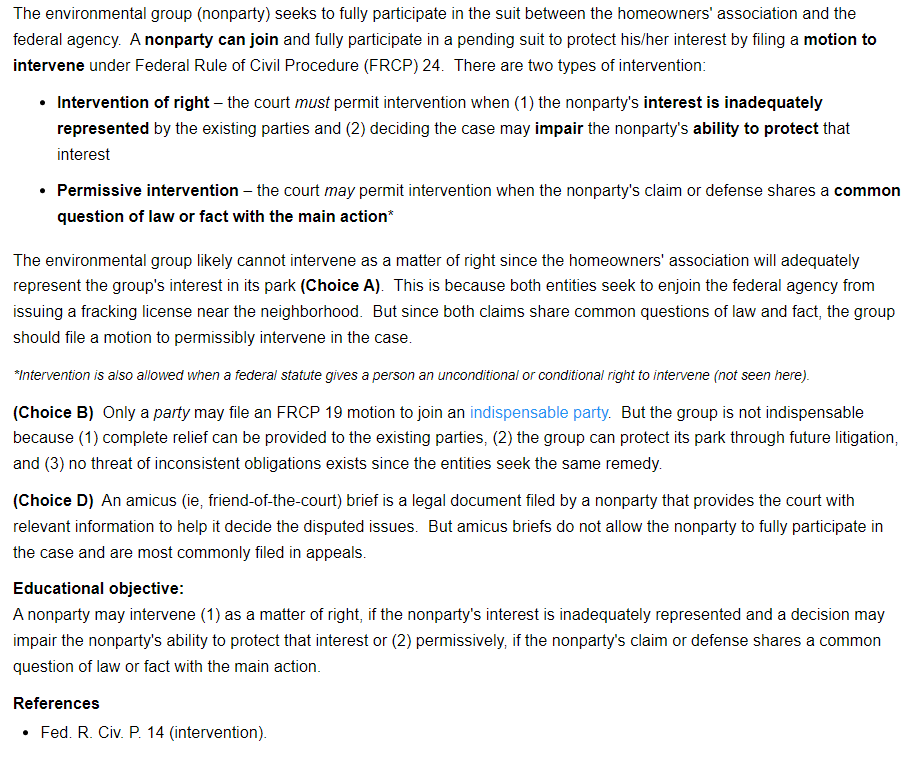 The environmental group (nonparty) seeks to fully participate in the suit between the homeowners' association and the
federal agency.  A nonparty can join and fully participate in a pending suit to protect his/her interest by filing a motion to
intervene under Federal Rule of Civil Procedure (FRCP) 24.  There are two types of intervention:
• Intervention of right – the court must permit intervention when (1) the nonparty's interest is inadequately
represented by the existing parties and (2) deciding the case may impair the nonparty's ability to protect that
interest
• Permissive intervention – the court may permit intervention when the nonparty's claim or defense shares a common
question of law or fact with the main action*
The environmental group likely cannot intervene as a matter of right since the homeowners' association will adequately
represent the group's interest in its park (Choice A).  This is because both entities seek to enjoin the federal agency from
issuing a fracking license near the neighborhood.  But since both claims share common questions of law and fact, the group
should file a motion to permissibly intervene in the case.
*Intervention is also allowed when a federal statute gives a person an unconditional or conditional right to intervene (not seen here).
(Choice B)  Only a party may file an FRCP 19 motion to join an indispensable party.  But the group is not indispensable
because (1) complete relief can be provided to the existing parties, (2) the group can protect its park through future litigation,
and (3) no threat of inconsistent obligations exists since the entities seek the same remedy.
(Choice D)  An amicus (ie, friend-of-the-court) brief is a legal document filed by a nonparty that provides the court with
relevant information to help it decide the disputed issues.  But amicus briefs do not allow the nonparty to fully participate in
the case and are most commonly filed in appeals.
Educational objective:
A nonparty may intervene (1) as a matter of right, if the nonparty's interest is inadequately represented and a decision may
impair the nonparty's ability to protect that interest or (2) permissively, if the nonparty's claim or defense shares a common
question of law or fact with the main action.
References
• Fed. R. Civ. P. 14 (intervention).